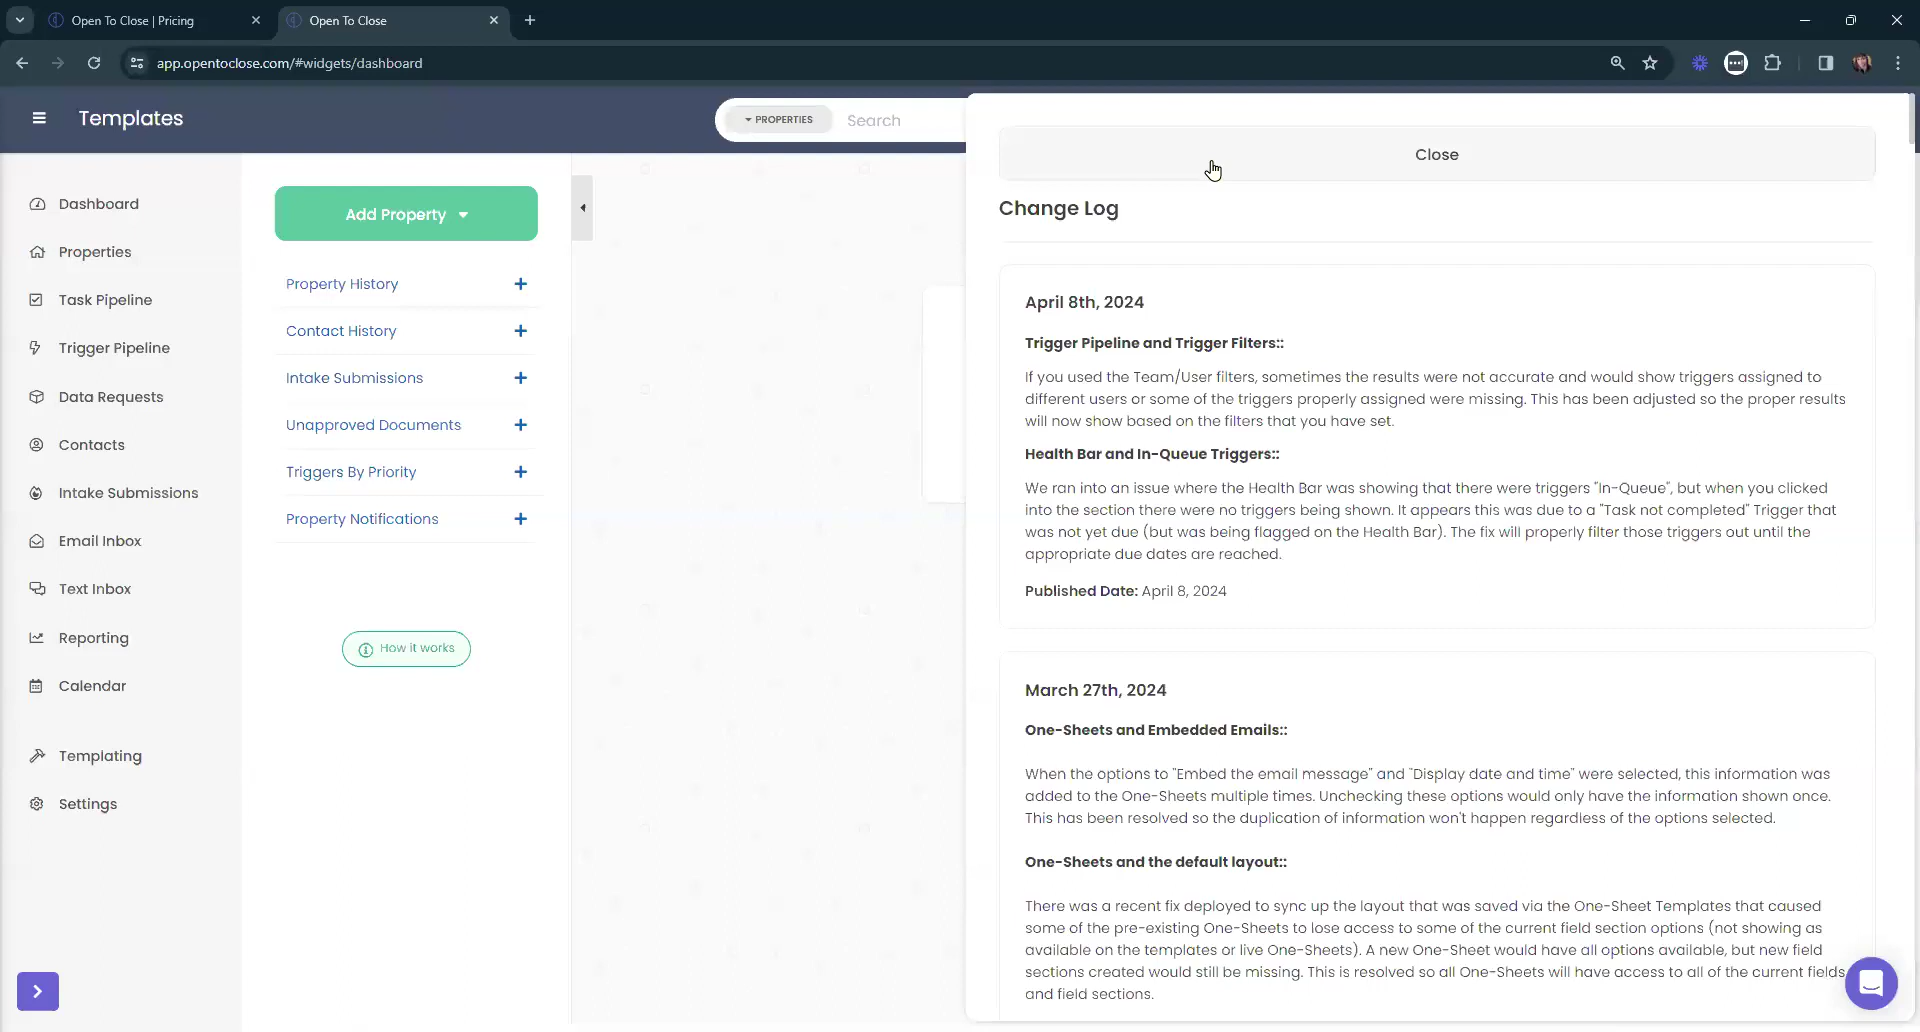 Open To Close | Pricing
Open To Close
app.opentoclose.com/#widgets/dashboard
Templates
PROPERTIES
Search
Dashboard
Properties
Task Pipeline
Trigger Pipeline
Data Requests
Contacts
Intake Submissions
Email Inbox
Text Inbox
Reporting
Calendar
Templating
Settings
Add Property
Property History
Contact History
Intake Submissions
Unapproved Documents
Triggers By Priority
Property Notifications
How it works
Close
Change Log
April 8th, 2024
Trigger Pipeline and Trigger Filters::
If you used the Team/User filters, sometimes the results were not accurate and would show triggers assigned to
different users or some of the triggers properly assigned were missing. This has been adjusted so the proper results
will now show based on the filters that you have set.
Health Bar and In-Queue Triggers::
We ran into an issue where the Health Bar was showing that there were triggers "In-Queue", but when you clicked
into the section there were no triggers being shown. It appears this was due to a "Task not completed" Trigger that
was not yet due (but was being flagged on the Health Bar). The fix will properly filter those triggers out until the
appropriate due dates are reached.
Published Date: April 8, 2024
March 27th, 2024
One-Sheets and Embedded Emails::
When the options to "Embed the email message" and "Display date and time" were selected, this information was
added to the One-Sheets multiple times. Unchecking these options would only have the information shown once.
This has been resolved so the duplication of information won't happen regardless of the options selected.
One-Sheets and the default layout::
There was a recent fix deployed to sync up the layout that was saved via the One-Sheet Templates that caused
some of the pre-existing One-Sheets to lose access to some of the current field section options (not showing as
available on the templates or live One-Sheets). A new One-Sheet would have all options available, but new field
sections created would still be missing. This is resolved so all One-Sheets will have access to all of the current fields
and field sections.